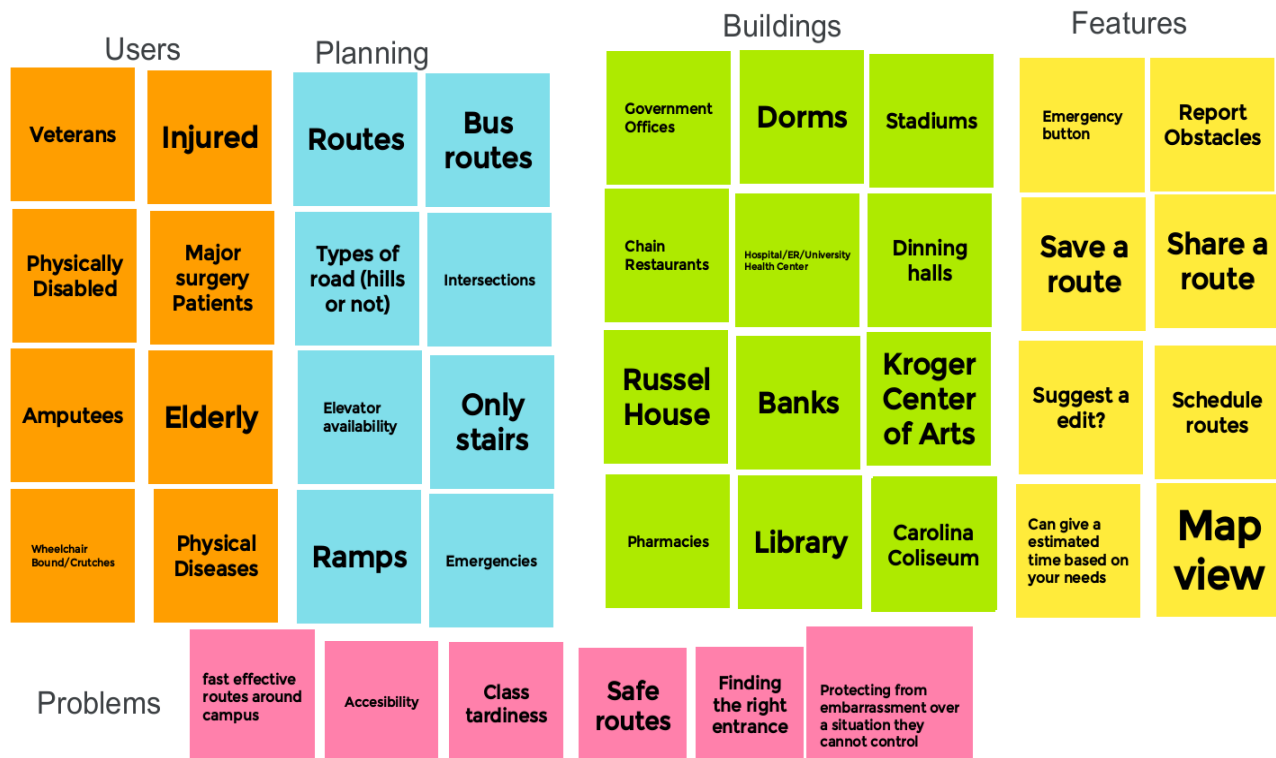 Users
Veterans
Injured
Physically
Disabled
Major
surgery
Patients
Amputees
Elderly
Wheelchair
Bound/Crutches
Physical
Diseases
Planning
Routes
Bus
routes
Types of
road (hills
or not)
Intersections
Elevator
availability
Only
stairs
Ramps
Emergencies
Buildings
Government
Offices
Dorms
Stadiums
Chain
Restaurants
Hospital/ER/University
Health Center
Dinning
halls
Russel
House
Banks
Kroger
Center
of Arts
Pharmacies
Library
Carolina
Coliseum
Features
Emergency
button
Report
Obstacles
Save a
route
Share a
route
Suggest a
edit?
Schedule
routes
Can give a
estimated
time based on
your needs
Map
view
Problems
fast effective
routes around
campus
Accesibility
Class
tardiness
Safe
routes
Finding
the right
entrance
Protecting from
embarrassment over
a situation they
cannot control